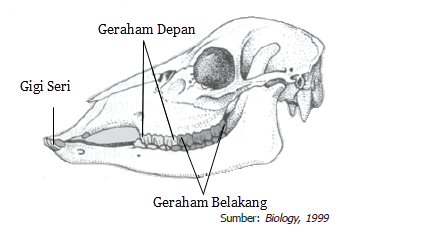 Geraham Depan
Gigi Seri
Geraham Belakang
Sumber: Biology, 1999